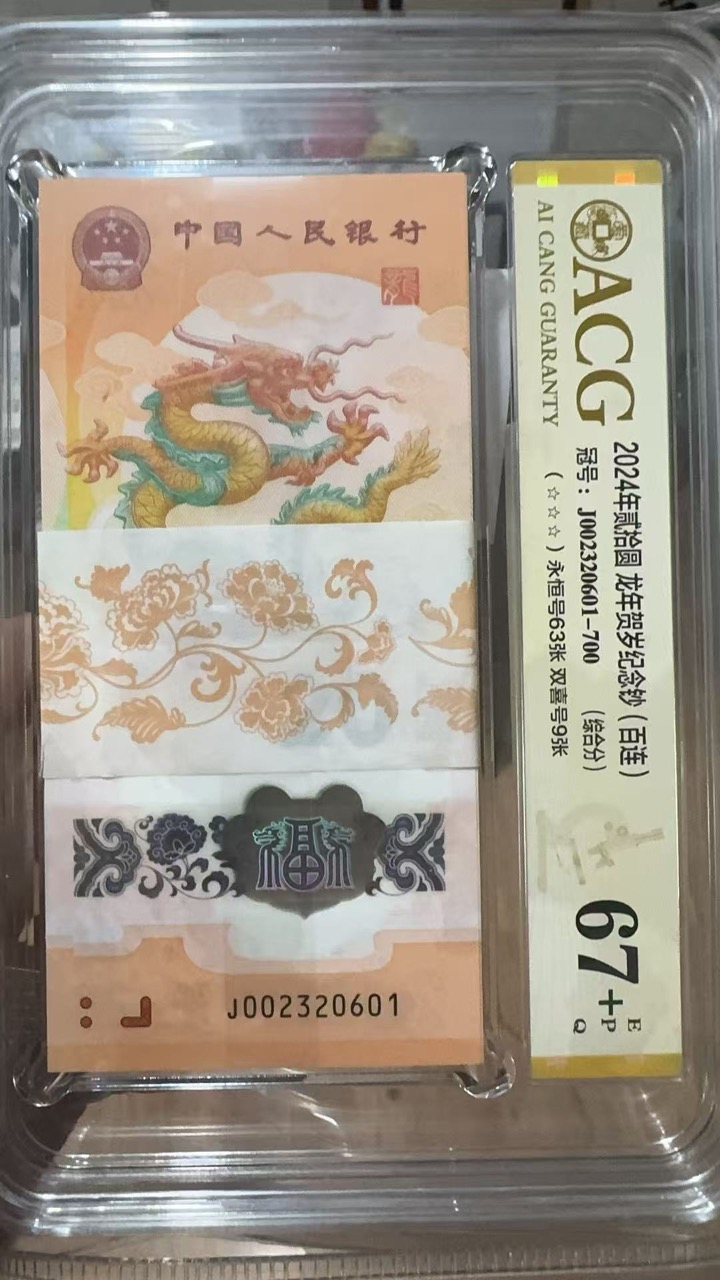 中国人民银行
J002320601
ACG
AI CANG GUARANTY
2024年贰拾圆 龙年贺岁纪念钞（百连）
冠号：J002320601-700 （综合分）
（☆☆☆）永恒号63张 双喜号9张
67+
E
P
Q